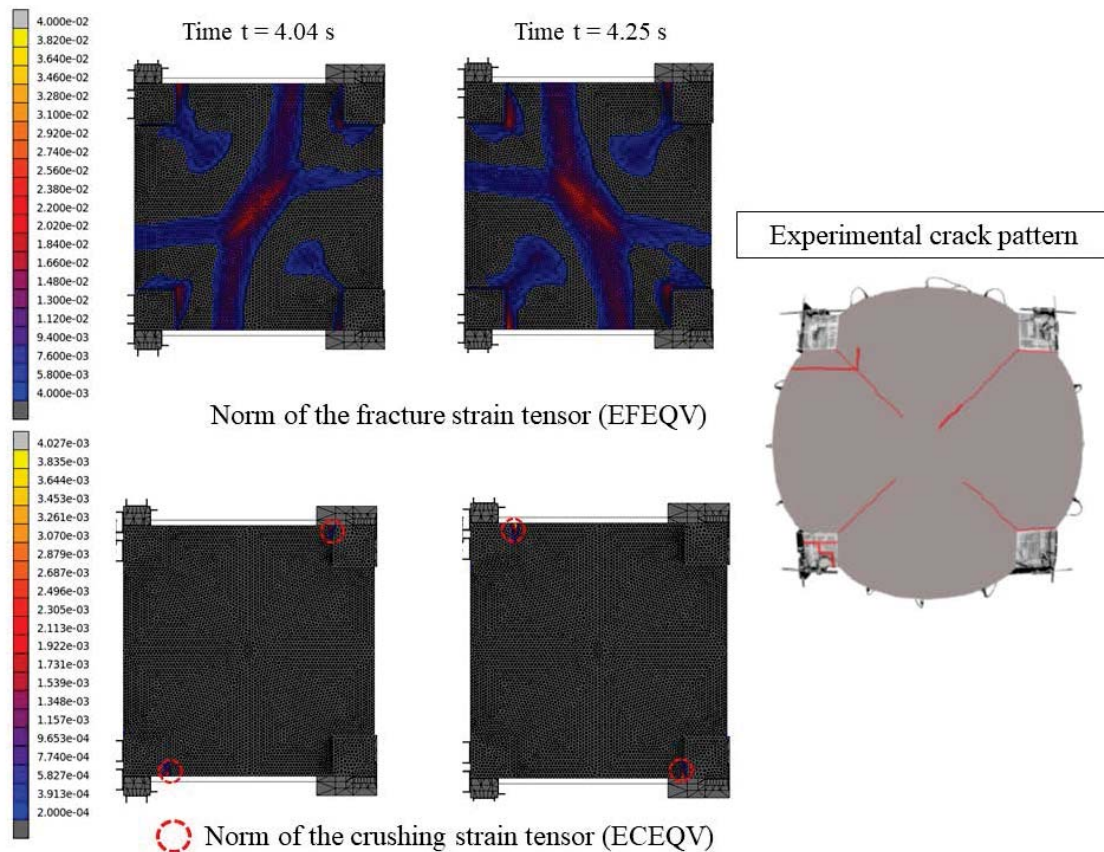 Time t = 4.04 s
Time t = 4.25 s
4.000e-02
3.820e-02
3.640e-02
3.460e-02
3.280e-02
3.100e-02
2.920e-02
2.740e-02
2.560e-02
2.380e-02
2.200e-02
2.020e-02
1.840e-02
1.660e-02
1.480e-02
1.300e-02
1.120e-02
9.400e-03
7.600e-03
5.800e-03
4.000e-03
Norm of the fracture strain tensor (EFEQV)
Experimental crack pattern
4.027e-03
3.835e-03
3.644e-03
3.453e-03
3.261e-03
3.070e-03
2.879e-03
2.687e-03
2.496e-03
2.305e-03
2.113e-03
1.922e-03
1.731e-03
1.539e-03
1.348e-03
1.157e-03
9.653e-04
7.740e-04
5.827e-04
3.913e-04
2.000e-04
Norm of the crushing strain tensor (ECEQV)